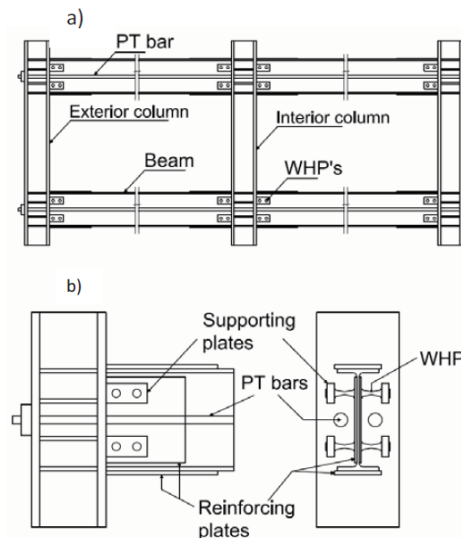 a)
PT bar
Exterior column
Interior column
Beam
WHP's
b)
Supporting
plates
WHP
PT bars
Reinforcing
plates